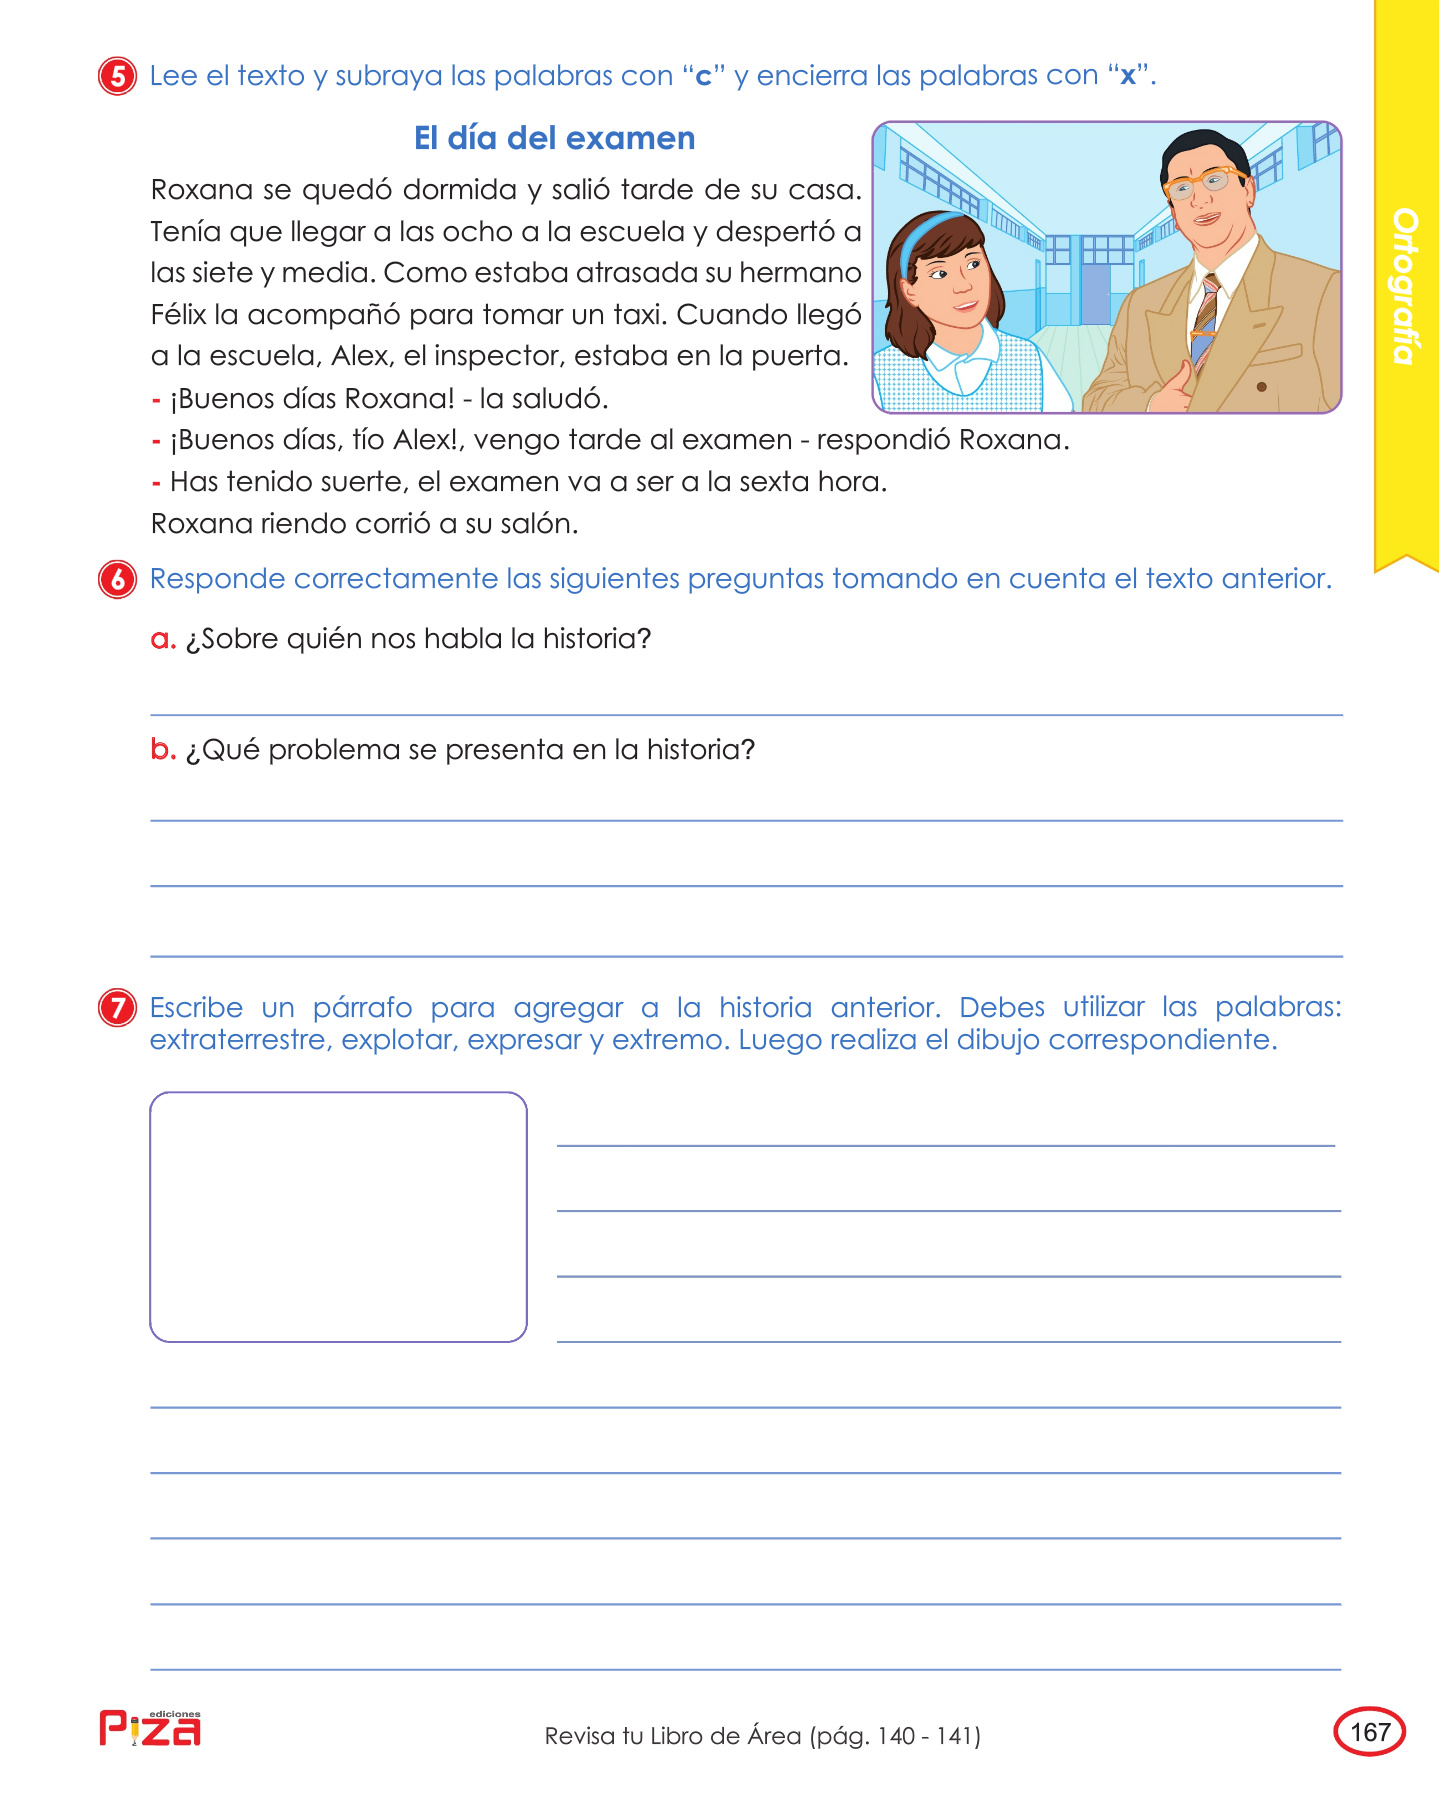 5 Lee el texto y subraya las palabras con “c” y encierra las palabras con “x”.
El día del examen
Roxana se quedó dormida y salió tarde de su casa.
Tenía que llegar a las ocho a la escuela y despertó a
las siete y media. Como estaba atrasada su hermano
Félix la acompañó para tomar un taxi. Cuando llegó
a la escuela, Alex, el inspector, estaba en la puerta.
- ¡Buenos días Roxana! - la saludó.
- ¡Buenos días, tío Alex!, vengo tarde al examen - respondió Roxana.
- Has tenido suerte, el examen va a ser a la sexta hora.
Roxana riendo corrió a su salón.
Ortografía
6 Responde correctamente las siguientes preguntas tomando en cuenta el texto anterior.
a. ¿Sobre quién nos habla la historia?
b. ¿Qué problema se presenta en la historia?
7 Escribe un párrafo para agregar a la historia anterior. Debes utilizar las palabras:
extraterrestre, explotar, expresar y extremo. Luego realiza el dibujo correspondiente.
ediciones
Piza
Revisa tu Libro de Área (pág. 140 - 141)
167